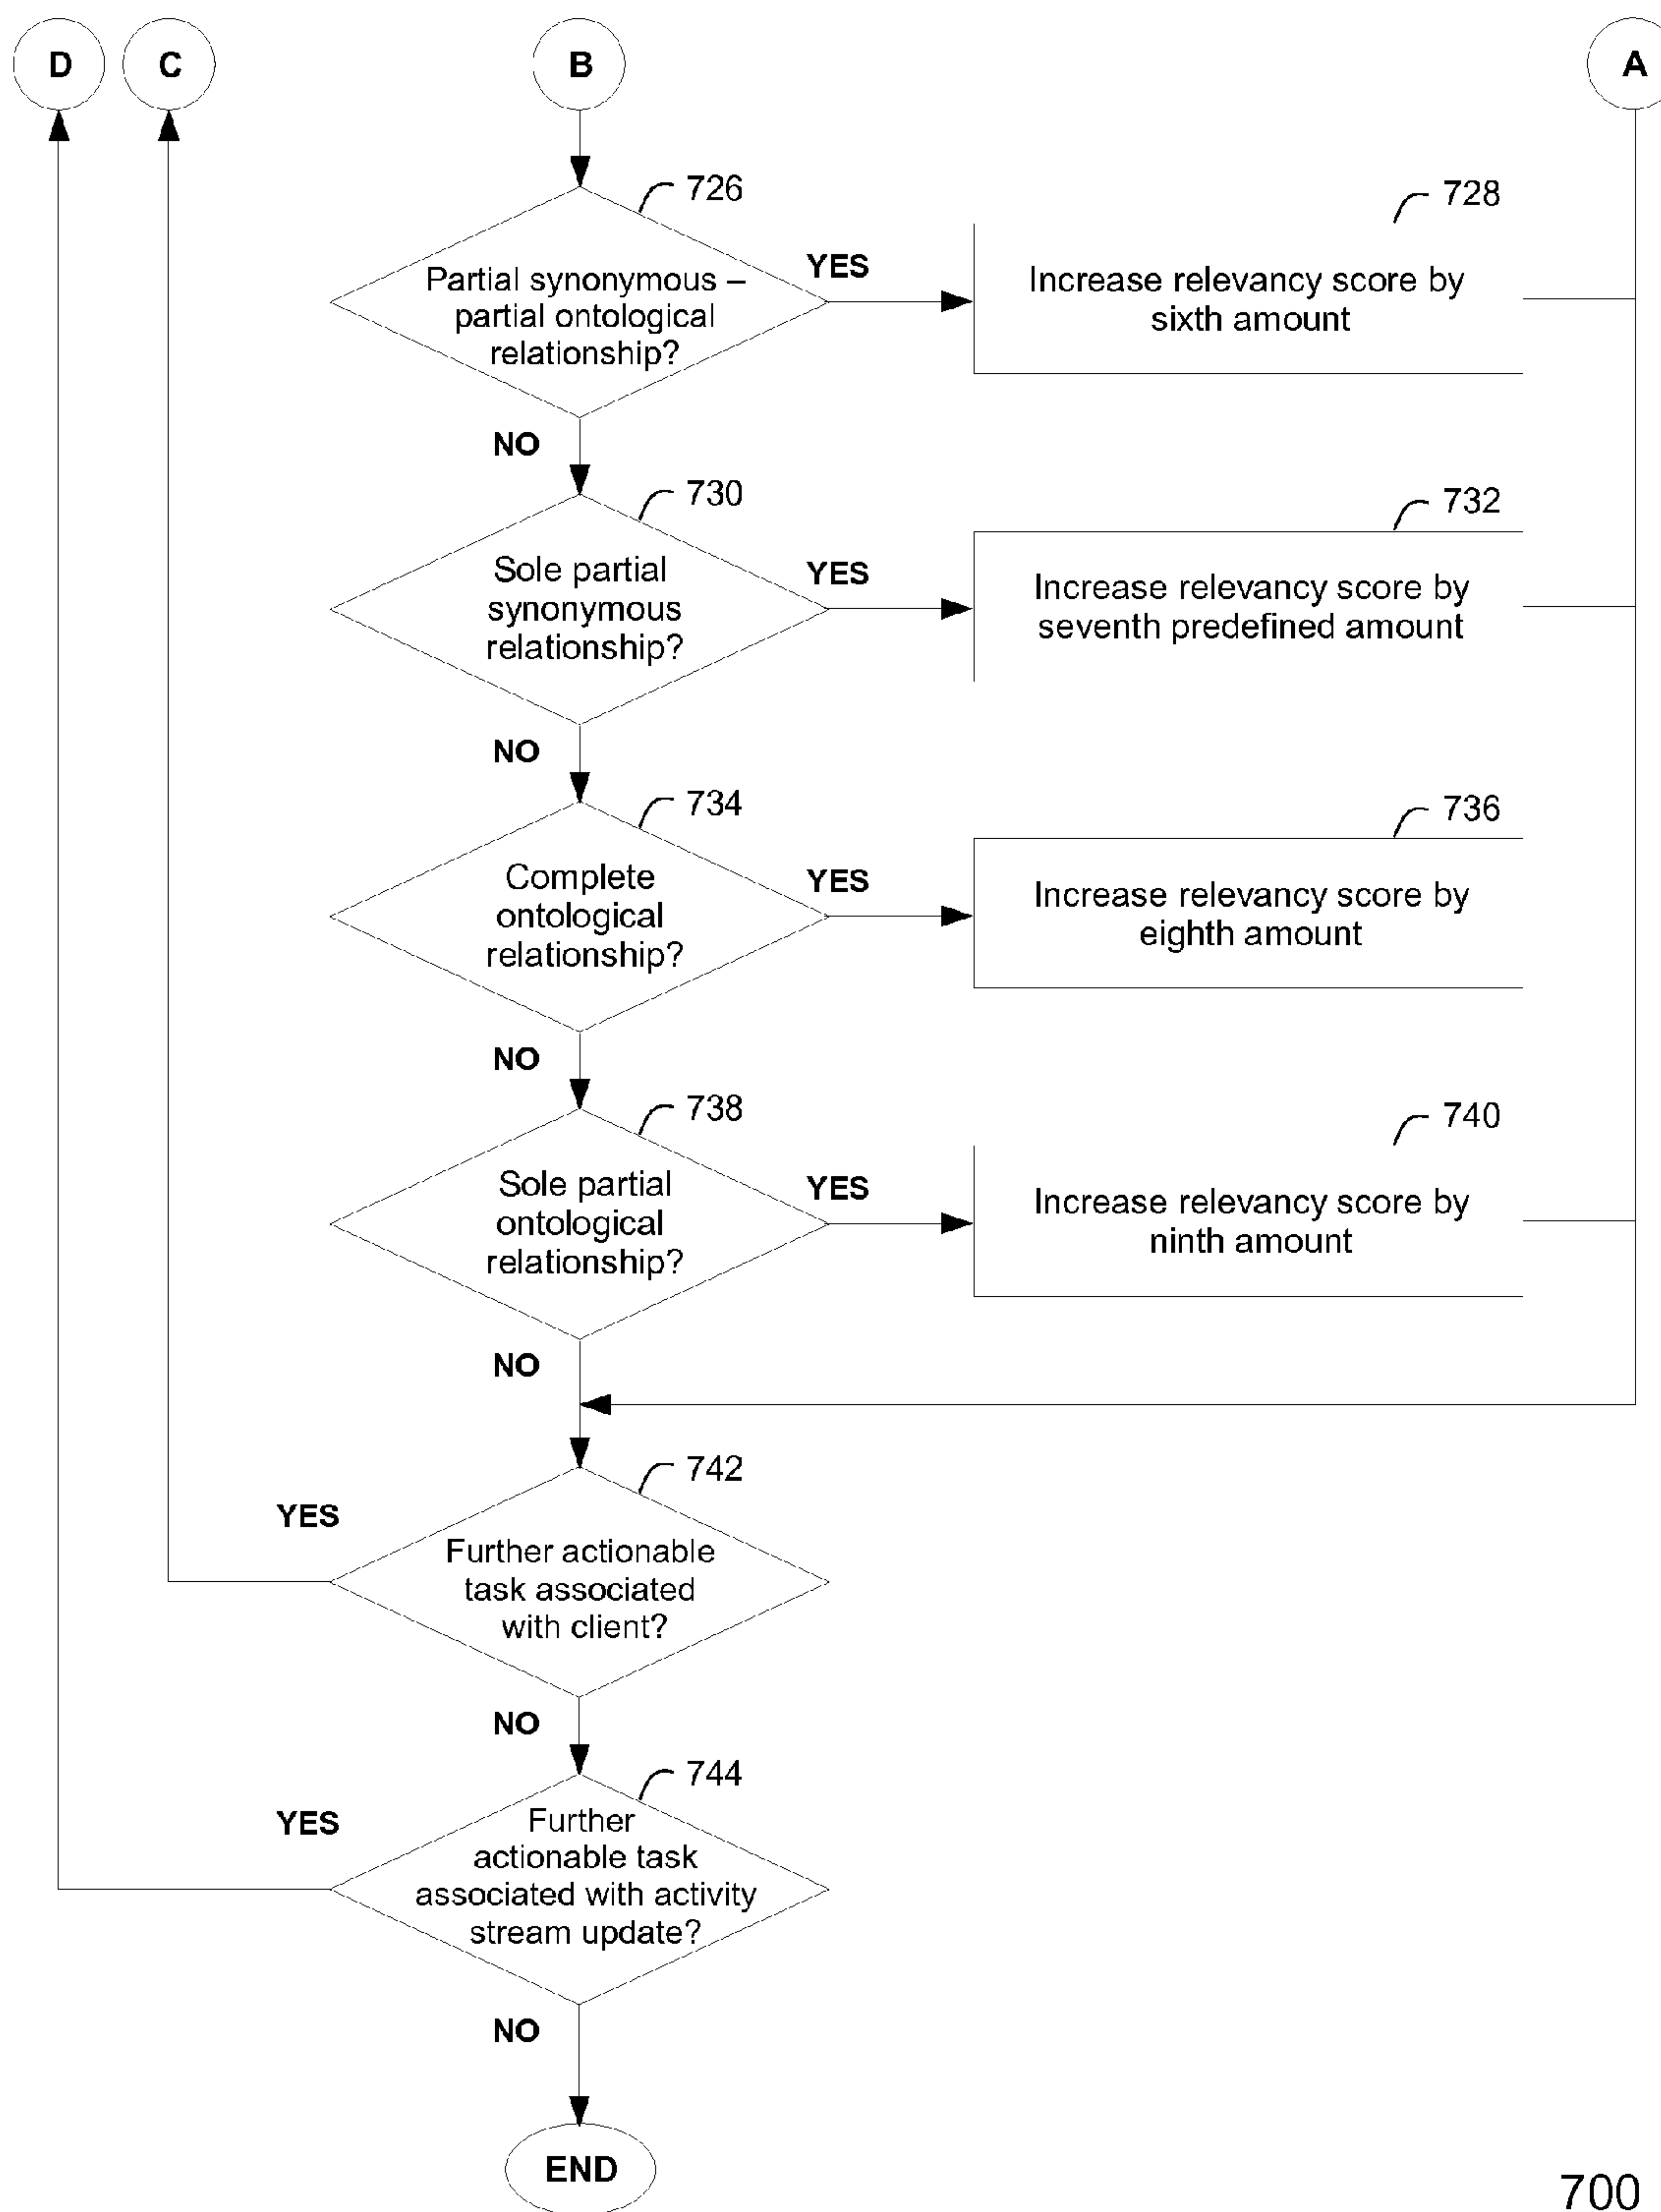 D
C
B
A
726
728
Partial synonymous –
partial ontological
relationship?
YES
Increase relevancy score by
sixth amount
NO
730
732
Sole partial
synonymous
relationship?
YES
Increase relevancy score by
seventh predefined amount
NO
734
736
Complete
ontological
relationship?
YES
Increase relevancy score by
eighth amount
NO
738
740
Sole partial
ontological
relationship?
YES
Increase relevancy score by
ninth amount
NO
742
YES
Further actionable
task associated
with client?
NO
744
YES
Further
actionable task
associated with activity
stream update?
NO
END
700